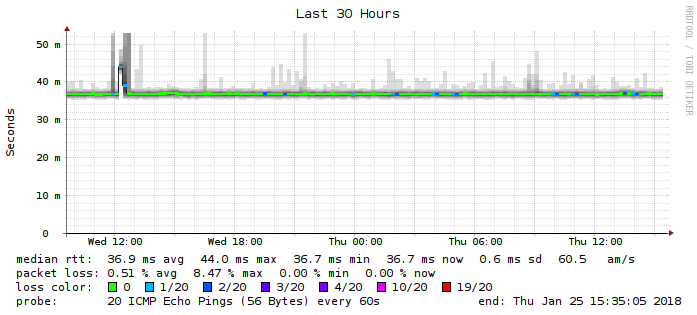 Last 30 Hours
RRDTOOL / TOBI OETIKER
Seconds
50 m
40 m
30 m
20 m
10 m
0
Wed 12:00 Wed 18:00 Thu 00:00 Thu 06:00 Thu 12:00
median rtt: 36.9 ms avg 44.0 ms max 36.7 ms min 36.7 ms now 0.6 ms sd 60.5 am/s
packet loss: 0.51 % avg 8.47 % max 0.00 % min 0.00 % now
loss color: 0 1/20 2/20 3/20 4/20 10/20 19/20
probe: 20 ICMP Echo Pings (56 Bytes) every 60s end: Thu Jan 25 15:35:05 2018